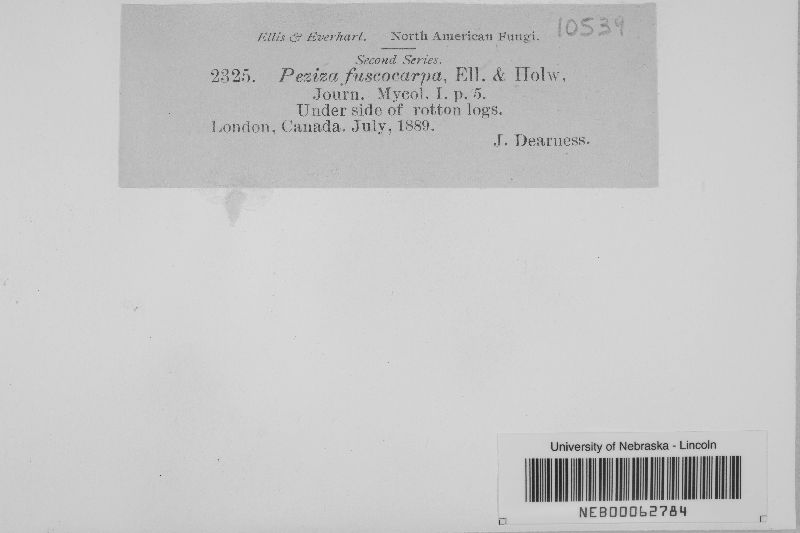 Ellis & Everhart. North American Fungi. 10539
Second Series.
2325. Peziza fuscocarpa, Ell. & Holw,
Journ. Mycol. I. p. 5.
Under side of rotton logs.
London, Canada. July, 1889.
J. Dearness.
University of Nebraska - Lincoln
NEB00062784